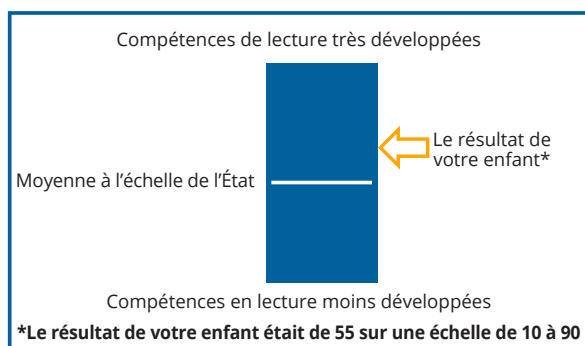 Compétences de lecture très développées
Le résultat de
votre enfant*
Moyenne à l'échelle de l'État
Compétences en lecture moins développées
*Le résultat de votre enfant était de 55 sur une échelle de 10 à 90